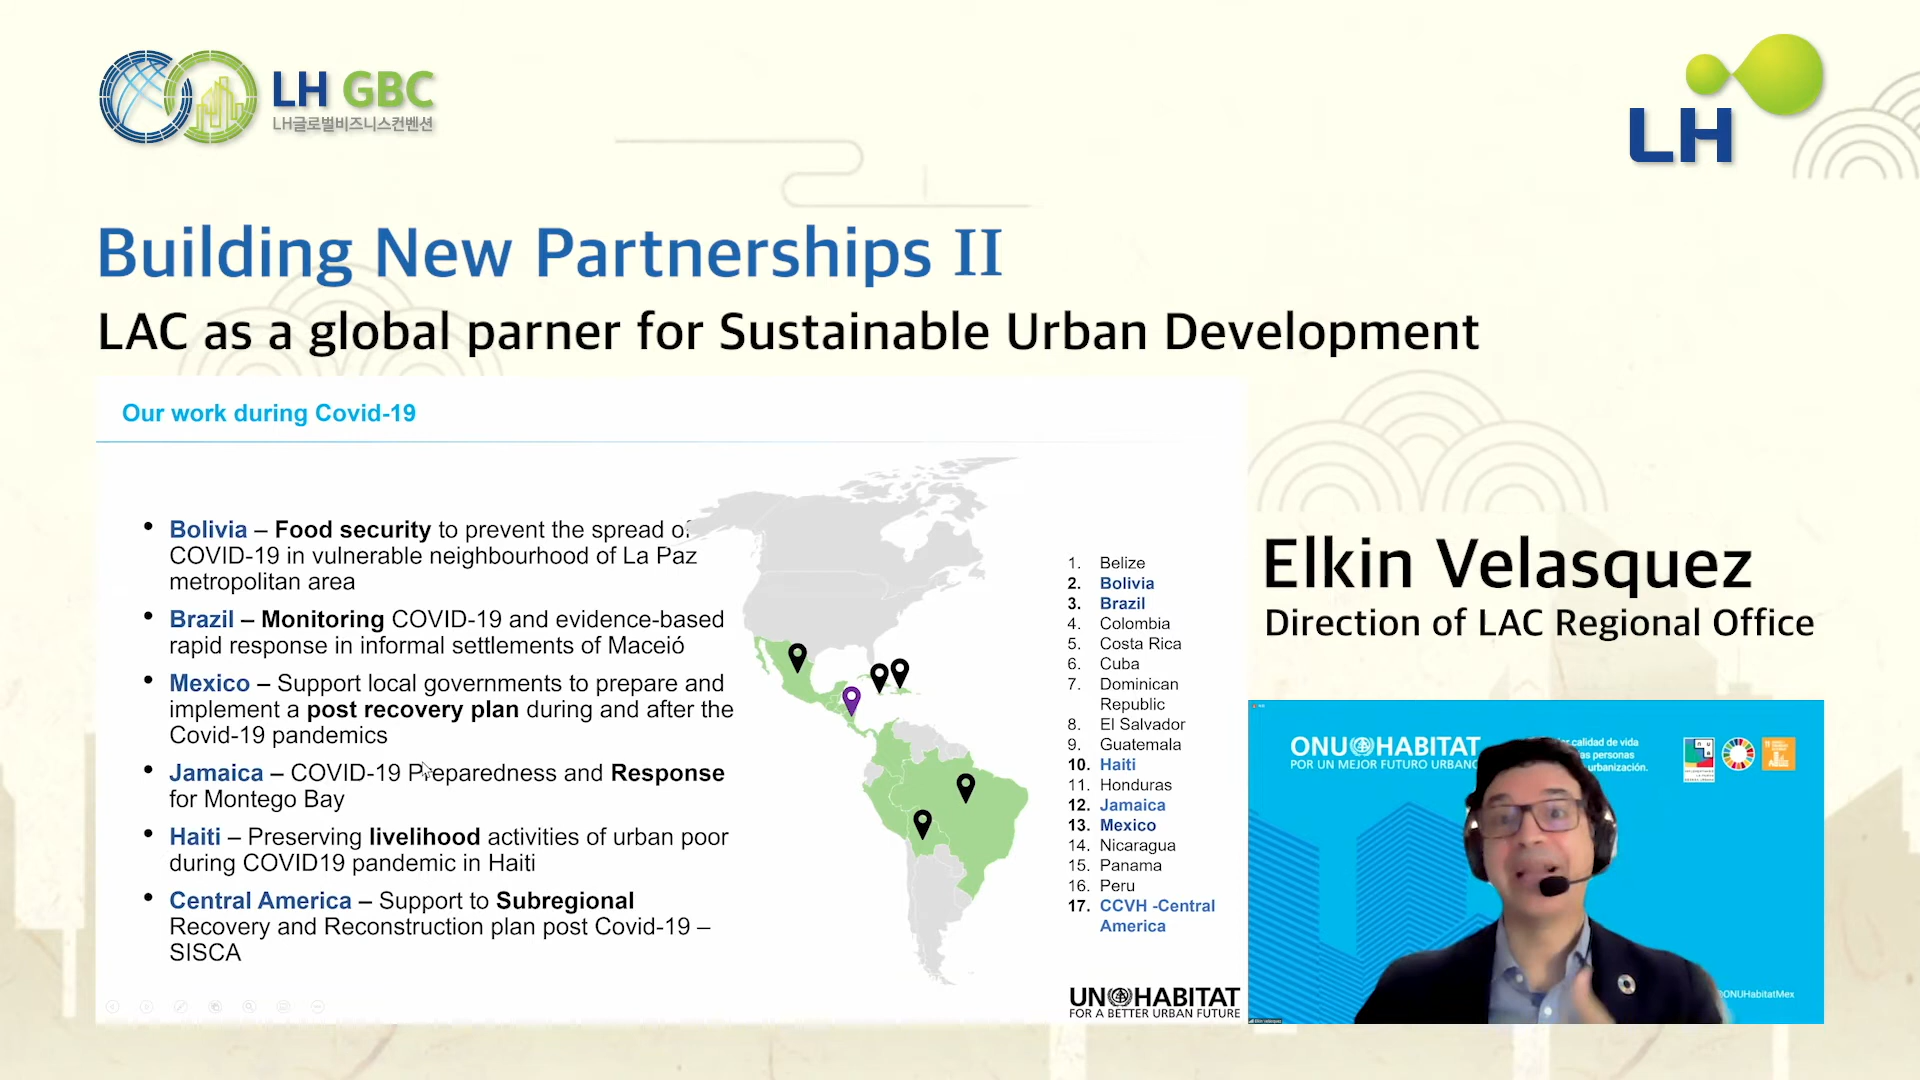 LH GBC
LH글로벌비즈니스컨벤션
LH
Building New Partnerships II
LAC as a global parner for Sustainable Urban Development
Our work during Covid-19
• Bolivia – Food security to prevent the spread of
COVID-19 in vulnerable neighbourhood of La Paz
metropolitan area
• Brazil – Monitoring COVID-19 and evidence-based
rapid response in informal settlements of Maceió
• Mexico – Support local governments to prepare and
implement a post recovery plan during and after the
Covid-19 pandemics
• Jamaica – COVID-19 Preparedness and Response
for Montego Bay
• Haiti – Preserving livelihood activities of urban poor
during COVID19 pandemic in Haiti
• Central America – Support to Subregional
Recovery and Reconstruction plan post Covid-19 –
SISCA
1. Belize
2. Bolivia
3. Brazil
4. Colombia
5. Costa Rica
6. Cuba
7. Dominican
Republic
8. El Salvador
9. Guatemala
10. Haiti
11. Honduras
12. Jamaica
13. Mexico
14. Nicaragua
15. Panama
16. Peru
17. CCVH -Central
America
UN HABITAT
FOR A BETTER URBAN FUTURE
Elkin Velasquez
Direction of LAC Regional Office
ONU HABITAT
POR UN MEJOR FUTURO URBANO
calidad de vida
personas
urbanización.
@ONUHabitatMex